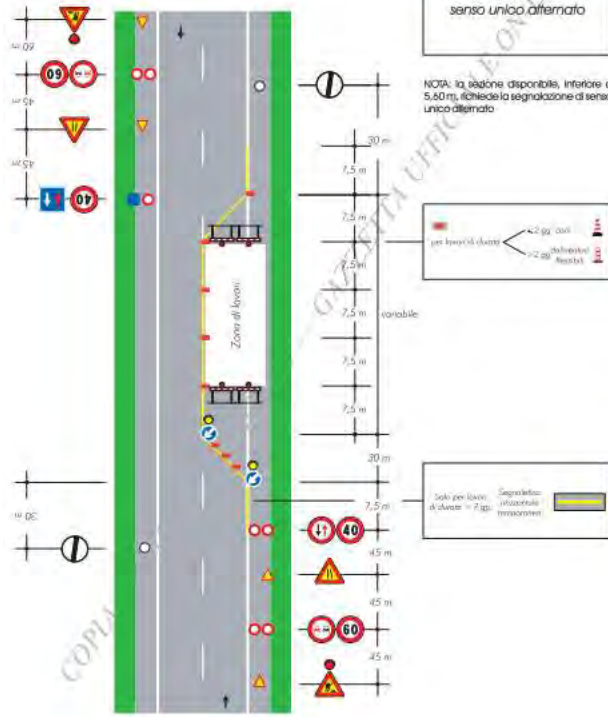 senso unico alternato
NOTA: la sezione disponibile, inferiore a
5,60 m, richiede la segnalazione di senso
unico alternato
60 m
60
45 m
45 m
40
30 m
7,5 m
7,5 m
7,5 m
7,5 m
7,5 m
7,5 m
variabile
Zona di lavori
per lavori di durata
<2 gg. coni
>2 gg. delineatori
flessibili
30 m
7,5 m
Solo per lavori
di durata > 7 gg.
Segnaletica
orizzontale
temporanea
30 m
40
45 m
45 m
60
45 m
COPIA
GAZZETTA UFFICIALE ON